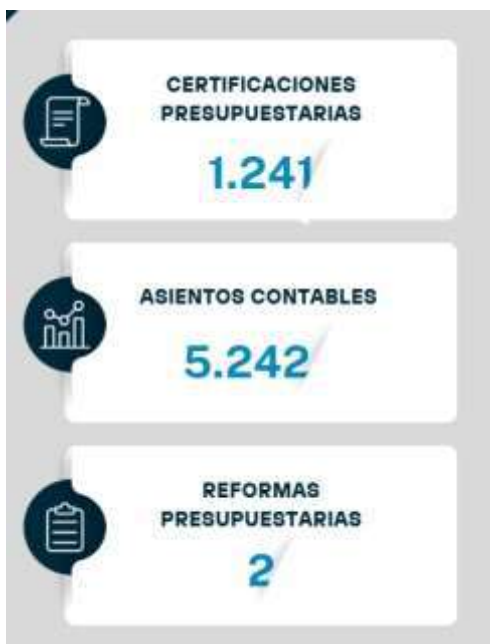 CERTIFICACIONES
PRESUPUESTARIAS
1.241
ASIENTOS CONTABLES
5.242
REFORMAS
PRESUPUESTARIAS
2